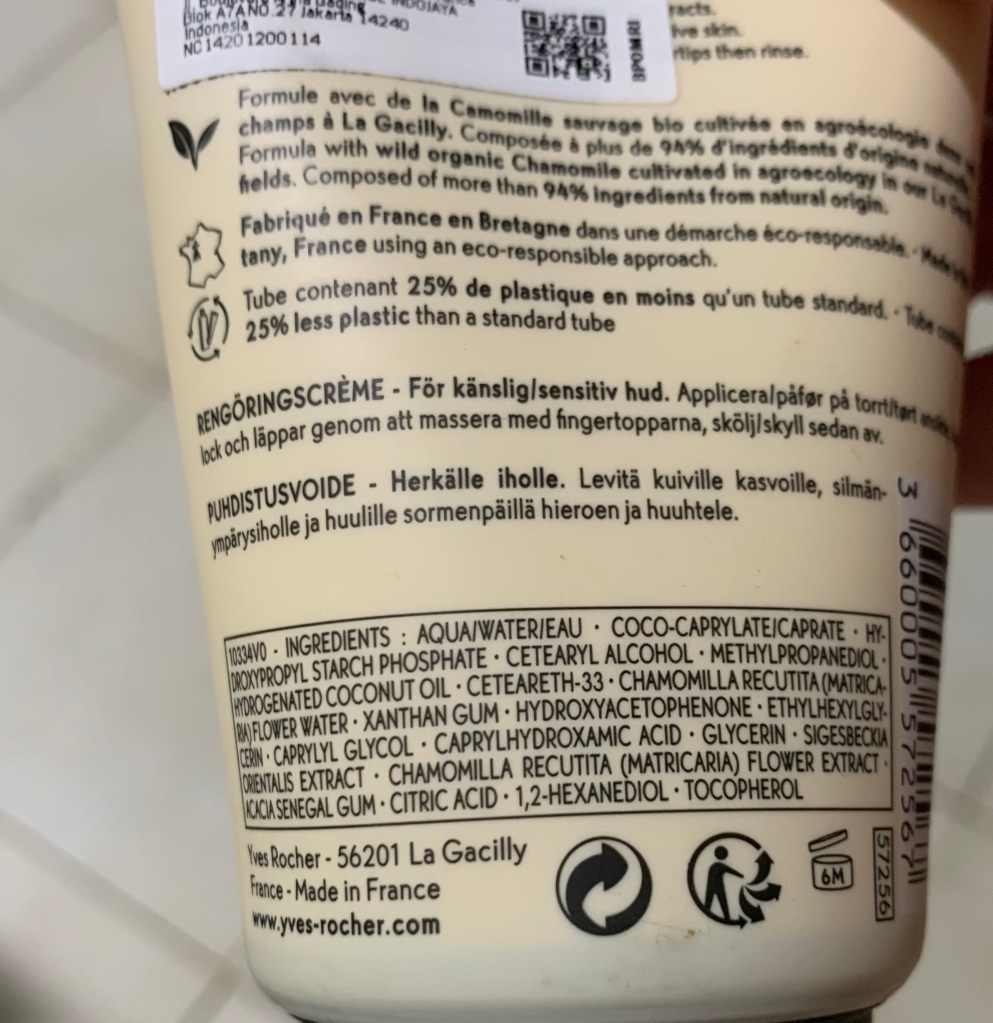 Blok A7A NO.27 Jakarta 14240
Indonesia
NC 1420 1200 114
racts.
ive skin.
rtips then rinse.
Formule avec de la Camomille sauvage bio cultivée en agroécologie
champs à La Gacilly. Composée à plus de 94% d'ingrédients d'origine
Formula with wild organic Chamomile cultivated in agroecology in our La
fields. Composed of more than 94% ingredients from natural origin.
Fabriqué en France en Bretagne dans une démarche éco-responsable. •
tany, France using an eco-responsible approach.
Tube contenant 25% de plastique en moins qu'un tube standard. • Tube
25% less plastic than a standard tube
RENGÖRINGSCRÈME - För känslig/sensitiv hud. Applicera/påfør på torrt/tørt
lock och läppar genom att massera med fingertopparna, skölj/skyll sedan av.
PUHDISTUSVOIDE - Herkälle iholle. Levitä kuiville kasvoille, silmän-
ympärysiholle ja huulille sormenpäillä hieroen ja huuhtele.
10334V0 • INGREDIENTS : AQUA/WATER/EAU • COCO-CAPRYLATE/CAPRATE • HY-
DROXYPROPYL STARCH PHOSPHATE • CETEARYL ALCOHOL • METHYLPROPANEDIOL •
HYDROGENATED COCONUT OIL • CETEARETH-33 • CHAMOMILLA RECUTITA (MATRICA-
RIA) FLOWER WATER • XANTHAN GUM • HYDROXYACETOPHENONE • ETHYLHEXYLGLY-
CERIN • CAPRYLYL GLYCOL • CAPRYLHYDROXAMIC ACID • GLYCERIN • SIGESBECKIA
ORIENTALIS EXTRACT • CHAMOMILLA RECUTITA (MATRICARIA) FLOWER EXTRACT •
ACACIA SENEGAL GUM • CITRIC ACID • 1,2-HEXANEDIOL • TOCOPHEROL
Yves Rocher - 56201 La Gacilly
France - Made in France
www.yves-rocher.com
6M
57256
3 660005 572567